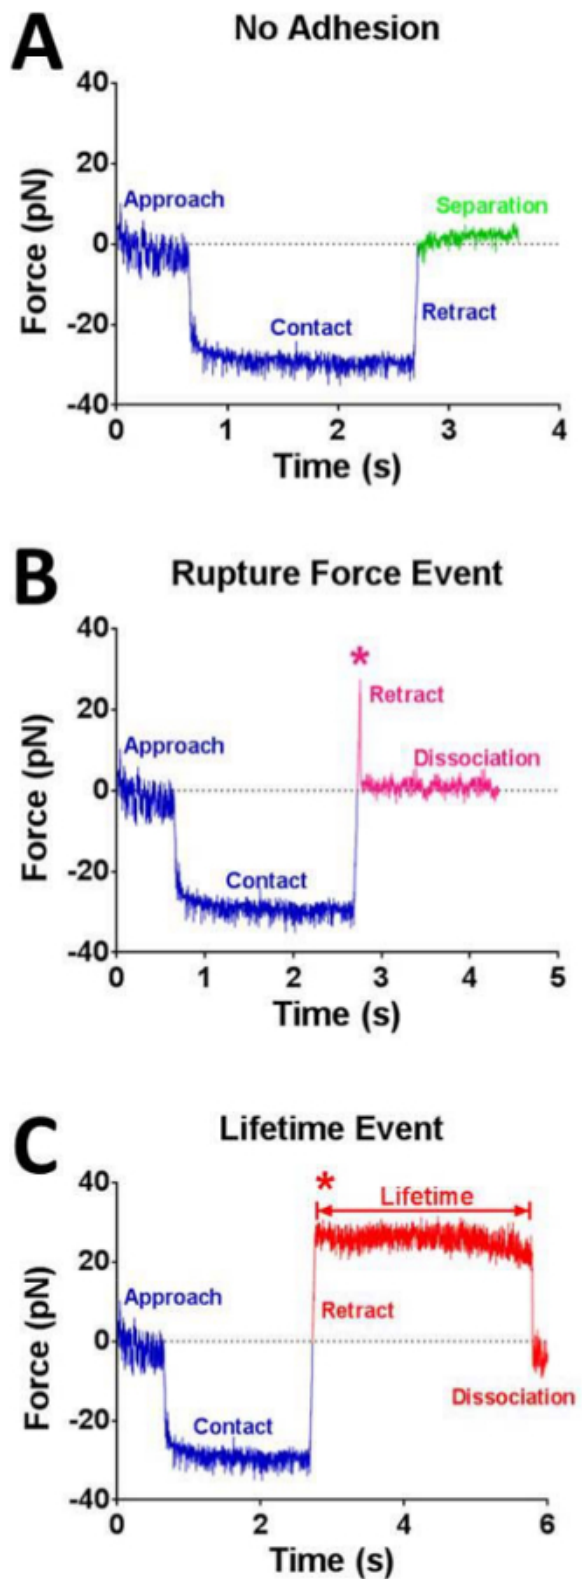 A
No Adhesion
Force (pN)
40
20
0
-20
-40
Approach
Contact
Separation
Retract
0 1 2 3 4
Time (s)
B
Rupture Force Event
Force (pN)
40
20
0
-20
-40
*
Retract
Approach
Dissociation
Contact
0 1 2 3 4 5
Time (s)
C
Lifetime Event
Force (pN)
40
20
0
-20
-40
*
Lifetime
Approach
Retract
Dissociation
Contact
0 2 4 6
Time (s)